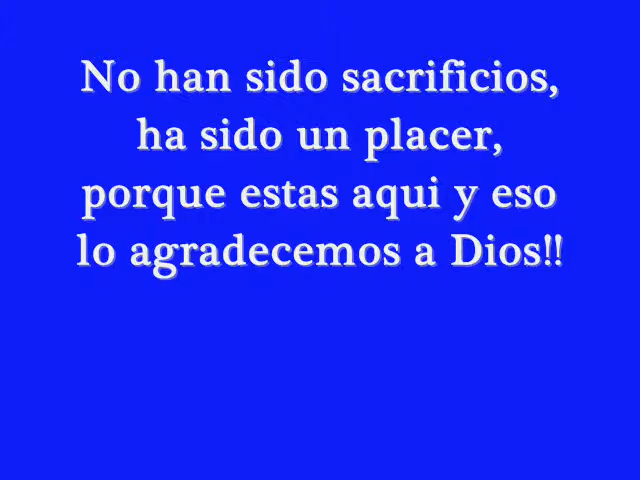 No han sido sacrificios,
ha sido un placer,
porque estas aqui y eso
lo agradecemos a Dios!!